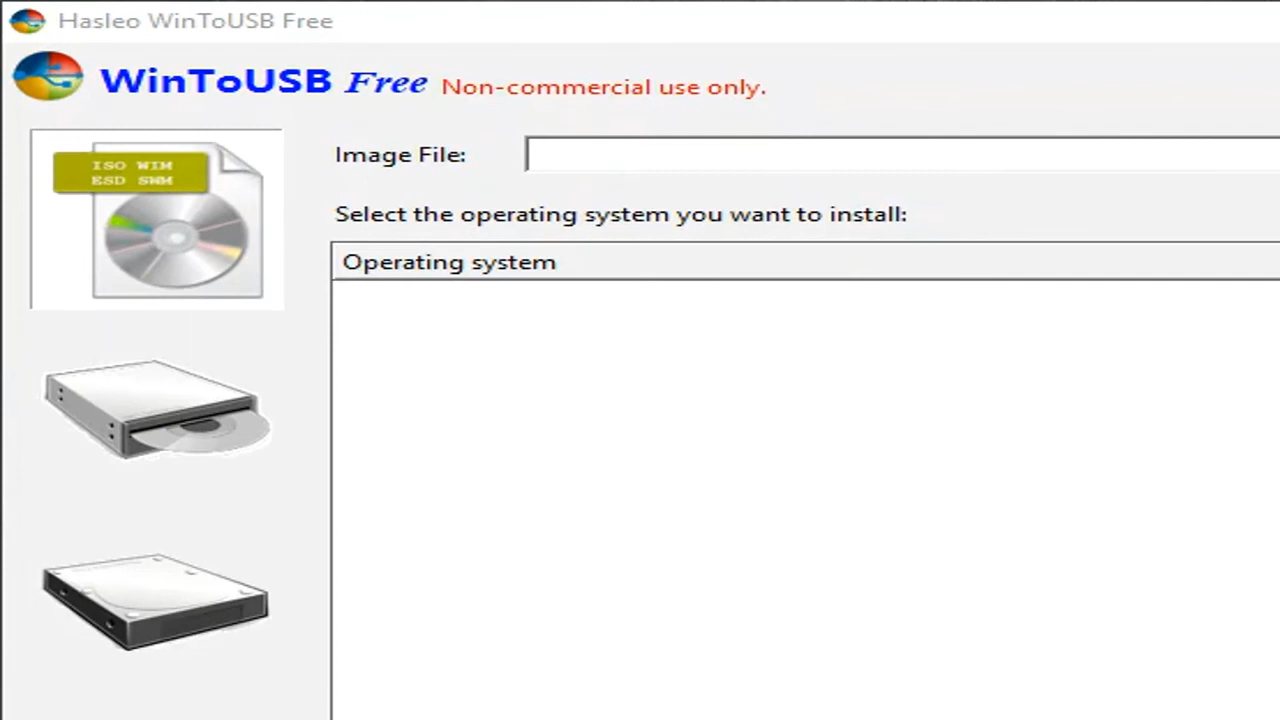 Hasleo WinToUSB Free
WinToUSB Free Non-commercial use only.
ISO WIM
ESD SWM
Image File:
Select the operating system you want to install:
Operating system